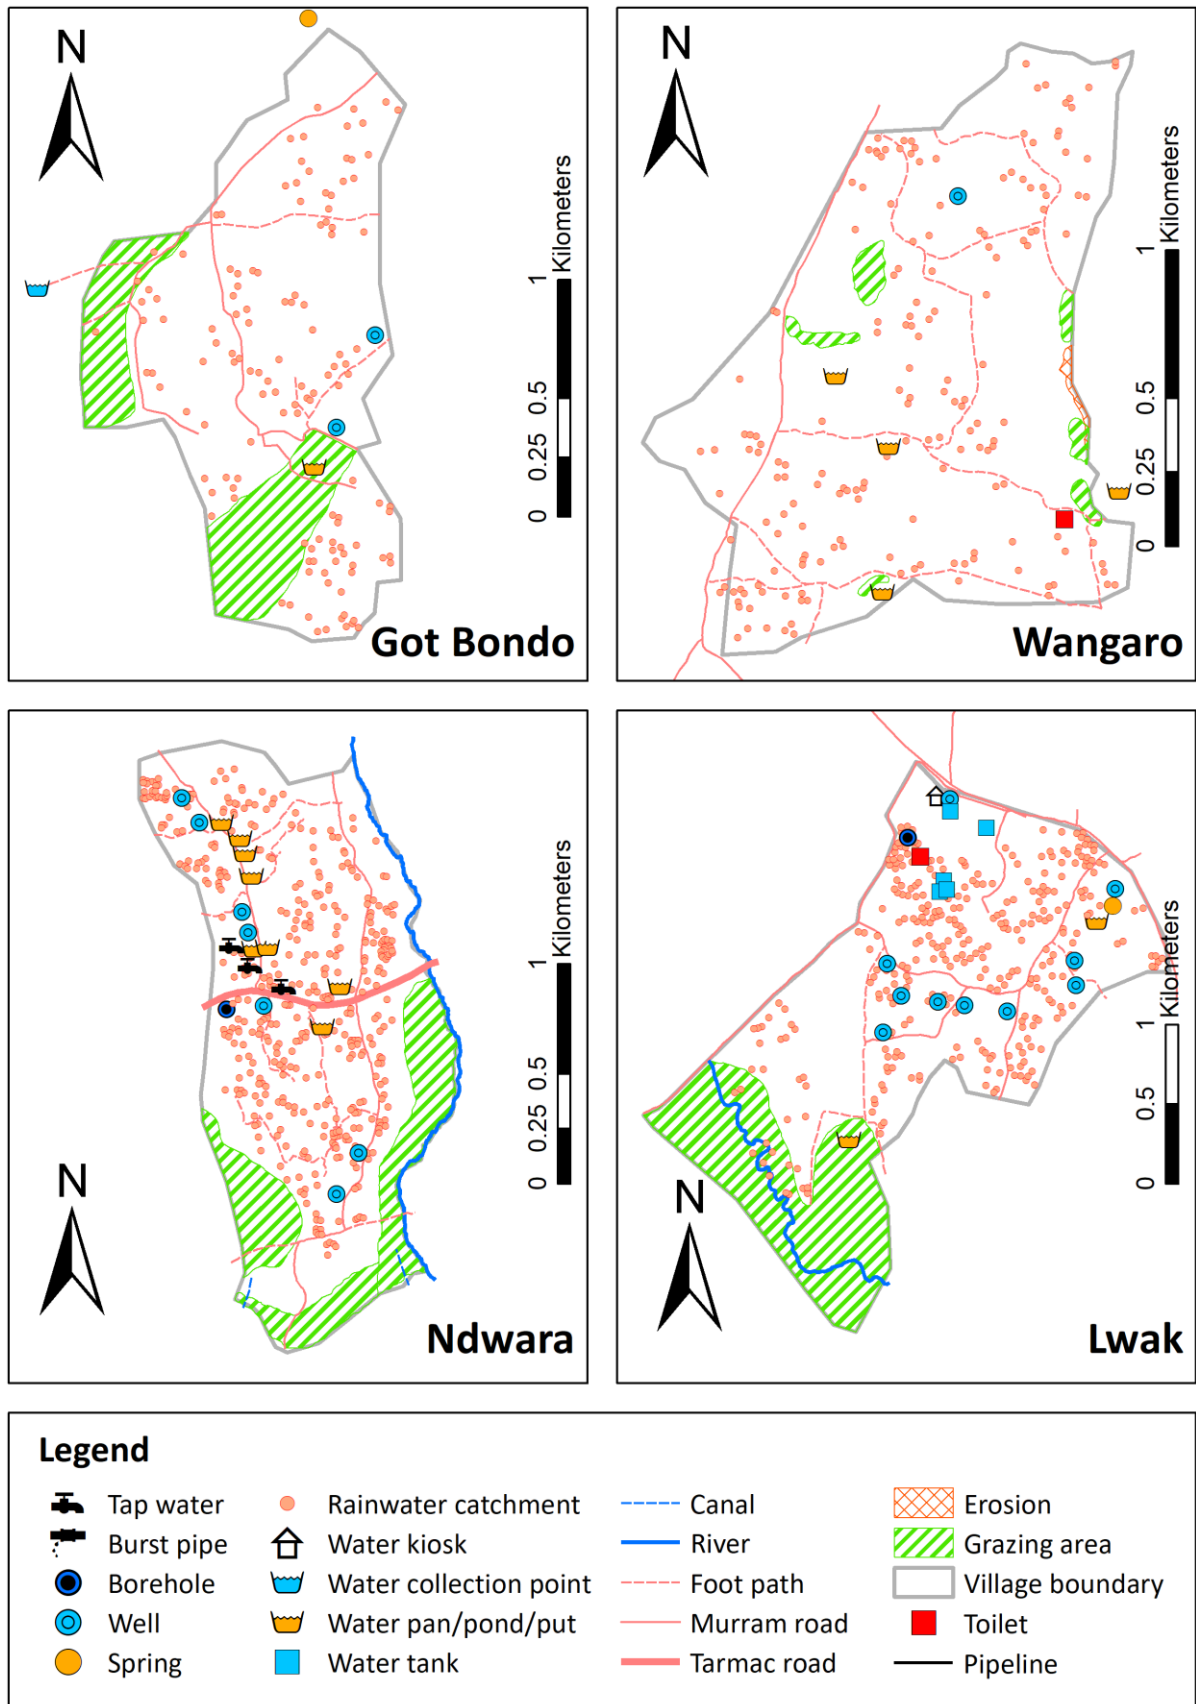 N
0 0.25 0.5 1 Kilometers
Got Bondo
N
0 0.25 0.5 1 Kilometers
Wangaro
N
0 0.25 0.5 1 Kilometers
Ndwara
N
0 0.5 1 Kilometers
Lwak
Legend
Tap water
Burst pipe
Borehole
Well
Spring
Rainwater catchment
Water kiosk
Water collection point
Water pan/pond/put
Water tank
Canal
River
Foot path
Murram road
Tarmac road
Erosion
Grazing area
Village boundary
Toilet
Pipeline